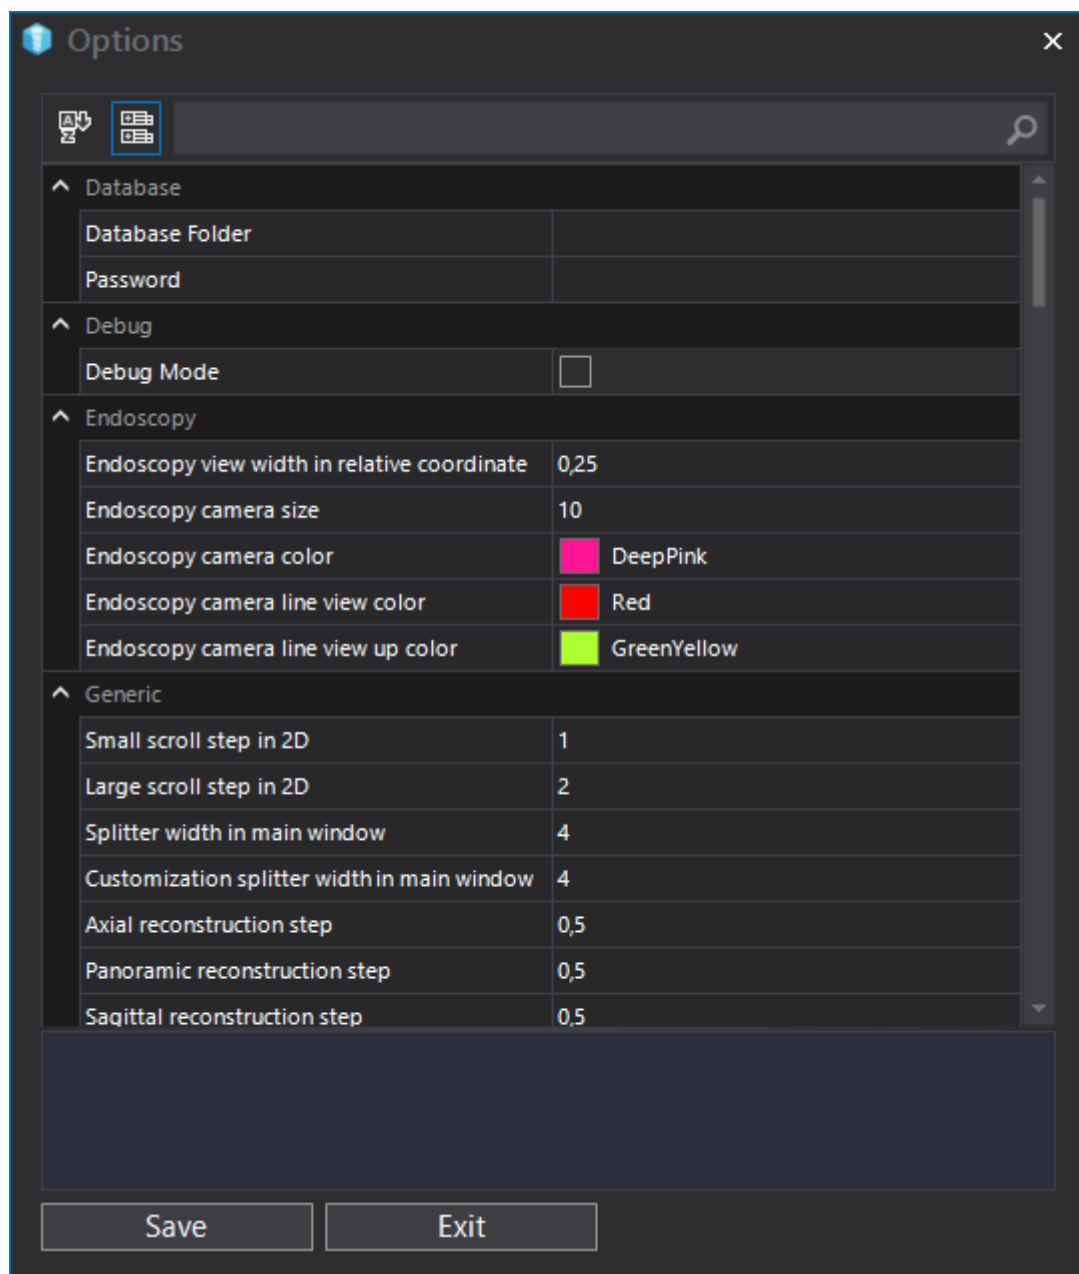 Options
Database
Database Folder
Password
Debug
Debug Mode
Endoscopy
Endoscopy view width in relative coordinate 0,25
Endoscopy camera size 10
Endoscopy camera color DeepPink
Endoscopy camera line view color Red
Endoscopy camera line view up color GreenYellow
Generic
Small scroll step in 2D 1
Large scroll step in 2D 2
Splitter width in main window 4
Customization splitter width in main window 4
Axial reconstruction step 0,5
Panoramic reconstruction step 0,5
Sagittal reconstruction step 0,5
Save Exit